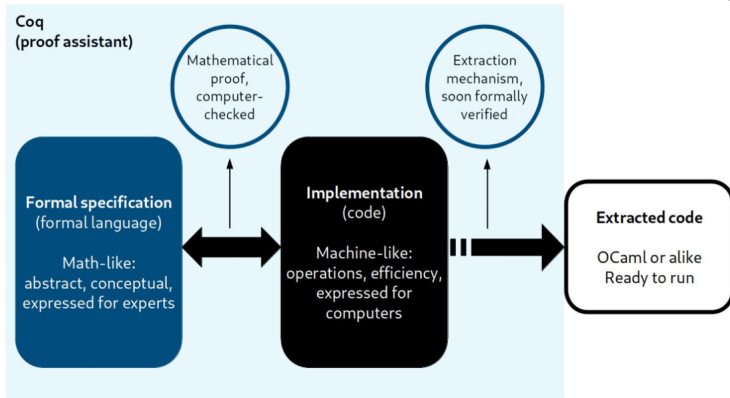 Coq
(proof assistant)
Mathematical
proof,
computer-
checked
Extraction
mechanism,
soon formally
verified
Formal specification
(formal language)
Math-like:
abstract, conceptual,
expressed for experts
Implementation
(code)
Machine-like:
operations, efficiency,
expressed for
computers
Extracted code
OCaml or alike
Ready to run